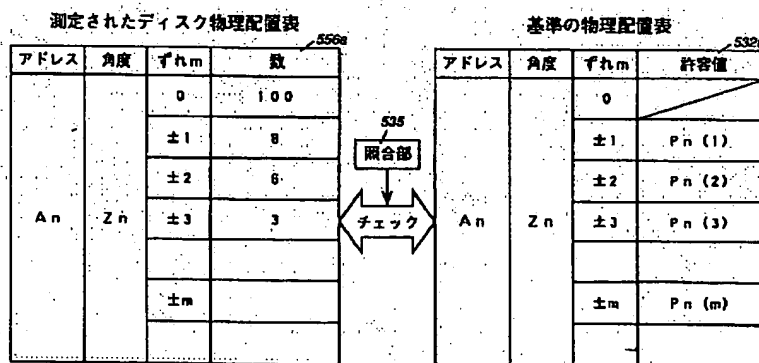 測定されたディスク物理配置表
556a
アドレス 角度 ずれm 数
0 100
±1 8
±2 6
An Zn ±3 3
±m
535
照合部
チェック
基準の物理配置表
アドレス 角度 ずれm 許容値
0
±1 Pn (1)
±2 Pn (2)
An Zn ±3 Pn (3)
±m Pn (m)